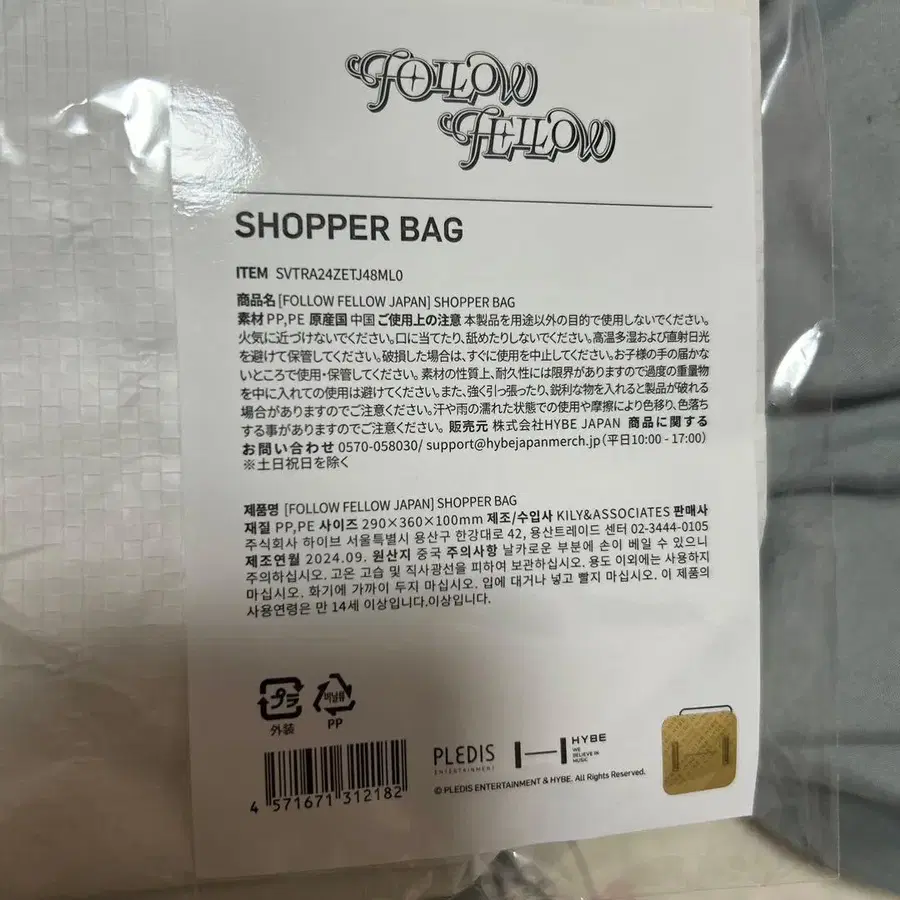 FOLLOW
FELLOW
SHOPPER BAG
ITEM SVTRA24ZETJ48ML0
商品名 [FOLLOW FELLOW JAPAN] SHOPPER BAG
素材 PP,PE 原産国 中国 ご使用上の注意 本製品を用途以外の目的で使用しないでください。
火気に近づけないでください。口に当てたり、舐めたりしないでください。高温多湿および直射日光
を避けて保管してください。破損した場合は、すぐに使用を中止してください。お子様の手の届かな
いところで使用・保管してください。素材の性質上、耐久性には限界がありますので過度の重量物
を中に入れての使用は避けてください。また、強く引っ張ったり、鋭利な物を入れると製品が破れる
場合がありますのでご注意ください。汗や雨の濡れた状態での使用や摩擦により色移り、色落ち
する事がありますのでご注意ください。販売元 株式会社HYBE JAPAN 商品に関する
お問い合わせ 0570-058030/ support@hybejapanmerch.jp (平日10:00 - 17:00)
※土日祝日を除く
제품명 [FOLLOW FELLOW JAPAN] SHOPPER BAG
재질 PP,PE 사이즈 290×360×100mm 제조/수입사 KILY&ASSOCIATES 판매사
주식회사 하이브 서울특별시 용산구 한강대로 42, 용산트레이드 센터 02-3444-0105
제조연월 2024.09. 원산지 중국 주의사항 날카로운 부분에 손이 베일 수 있으니
주의하십시오. 고온 고습 및 직사광선을 피하여 보관하십시오. 용도 이외에는 사용하지
마십시오. 화기에 가까이 두지 마십시오. 입에 대거나 넣고 빨지 마십시오. 이 제품의
사용연령은 만 14세 이상입니다.이상입니다.
プラ
外装
비닐류
PP
4 571671 312182
PLEDIS
ENTERTAINMENT
HYBE
WE
BELIEVE IN
MUSIC
© PLEDIS ENTERTAINMENT & HYBE. All Rights Reserved.